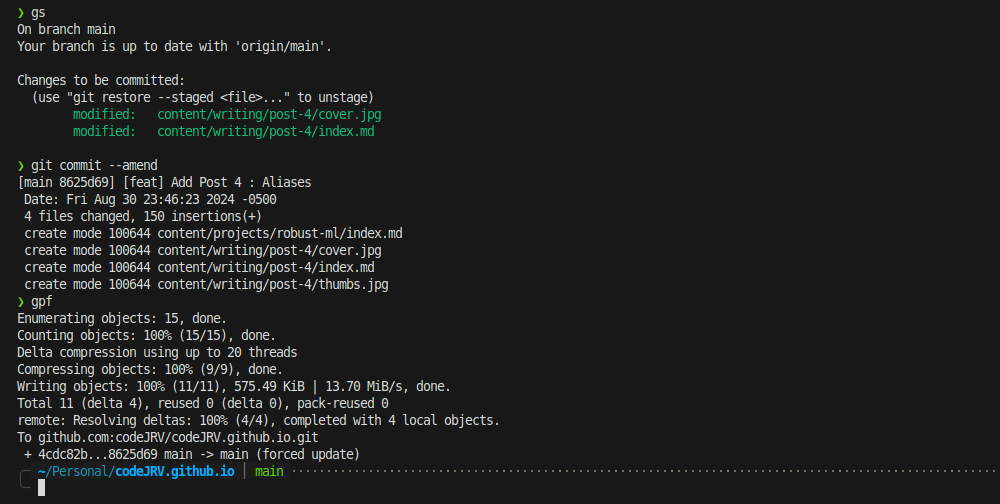 ❯ gs
On branch main
Your branch is up to date with 'origin/main'.
Changes to be committed:
  (use "git restore --staged <file>..." to unstage)
        modified:   content/writing/post-4/cover.jpg
        modified:   content/writing/post-4/index.md
❯ git commit --amend
[main 8625d69] [feat] Add Post 4 : Aliases
 Date: Fri Aug 30 23:46:23 2024 -0500
 4 files changed, 150 insertions(+)
 create mode 100644 content/projects/robust-ml/index.md
 create mode 100644 content/writing/post-4/cover.jpg
 create mode 100644 content/writing/post-4/index.md
 create mode 100644 content/writing/post-4/thumbs.jpg
❯ gpf
Enumerating objects: 15, done.
Counting objects: 100% (15/15), done.
Delta compression using up to 20 threads
Compressing objects: 100% (9/9), done.
Writing objects: 100% (11/11), 575.49 KiB | 13.70 MiB/s, done.
Total 11 (delta 4), reused 0 (delta 0), pack-reused 0
remote: Resolving deltas: 100% (4/4), completed with 4 local objects.
To github.com:codeJRV/codeJRV.github.io.git
 + 4cdc82b...8625d69 main -> main (forced update)
~/Personal/codeJRV.github.io | main